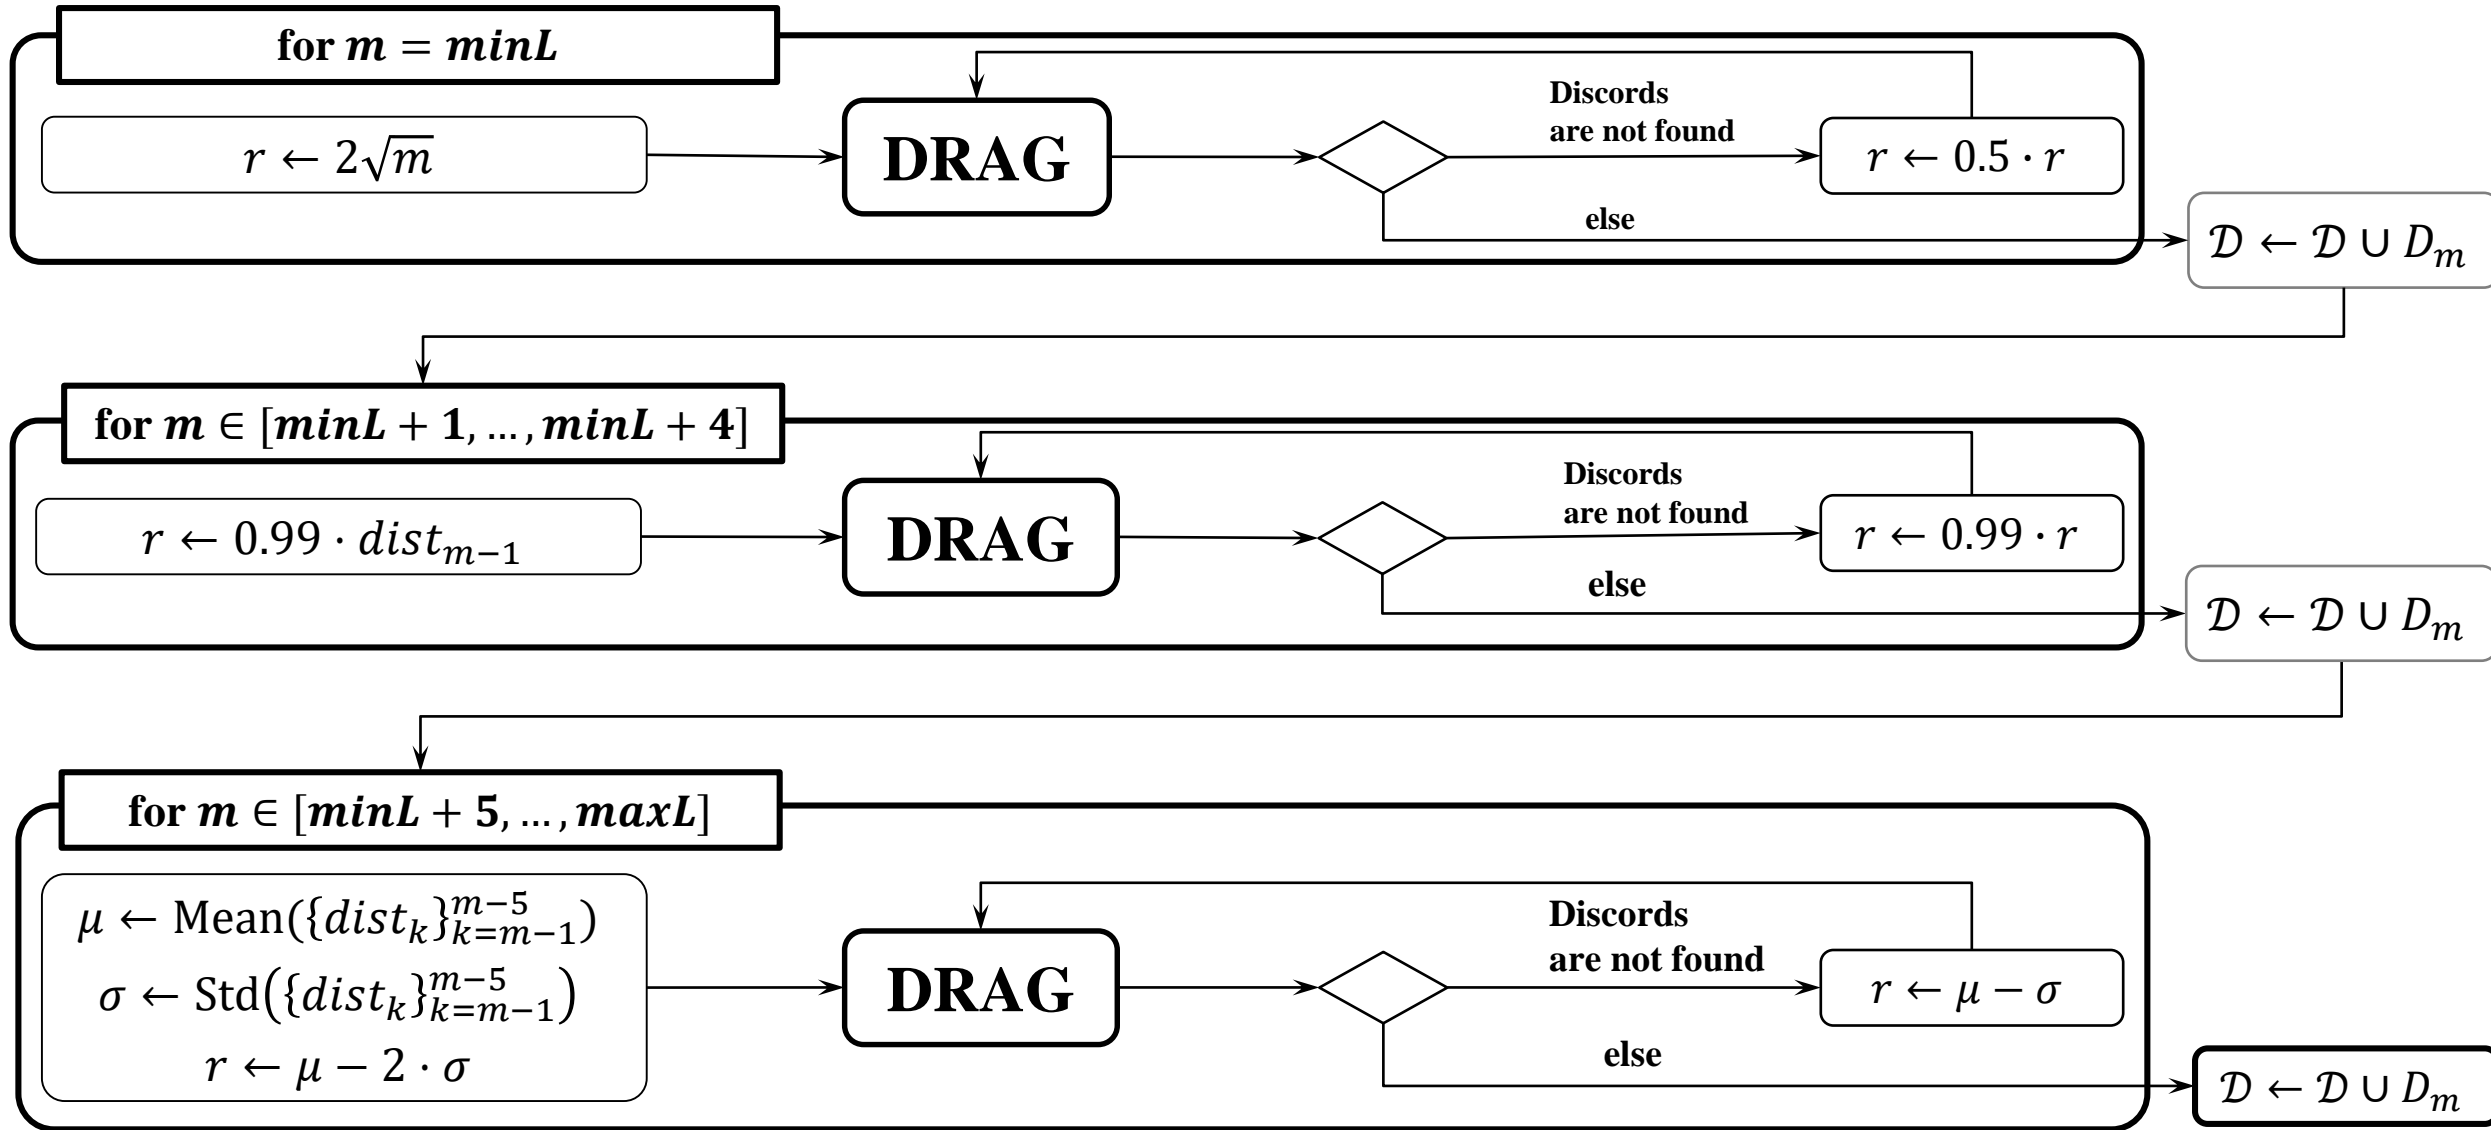 for m = minL
r ← 2√m
DRAG
Discords
are not found
r ← 0.5 · r
else
𝒟 ← 𝒟 ∪ D_m
for m ∈ [minL + 1, … , minL + 4]
r ← 0.99 · dist_{m−1}
DRAG
Discords
are not found
r ← 0.99 · r
else
𝒟 ← 𝒟 ∪ D_m
for m ∈ [minL + 5, … , maxL]
μ ← Mean({dist_k}_{k=m−1}^{m−5})
σ ← Std({dist_k}_{k=m−1}^{m−5})
r ← μ − 2 · σ
DRAG
Discords
are not found
r ← μ − σ
else
𝒟 ← 𝒟 ∪ D_m